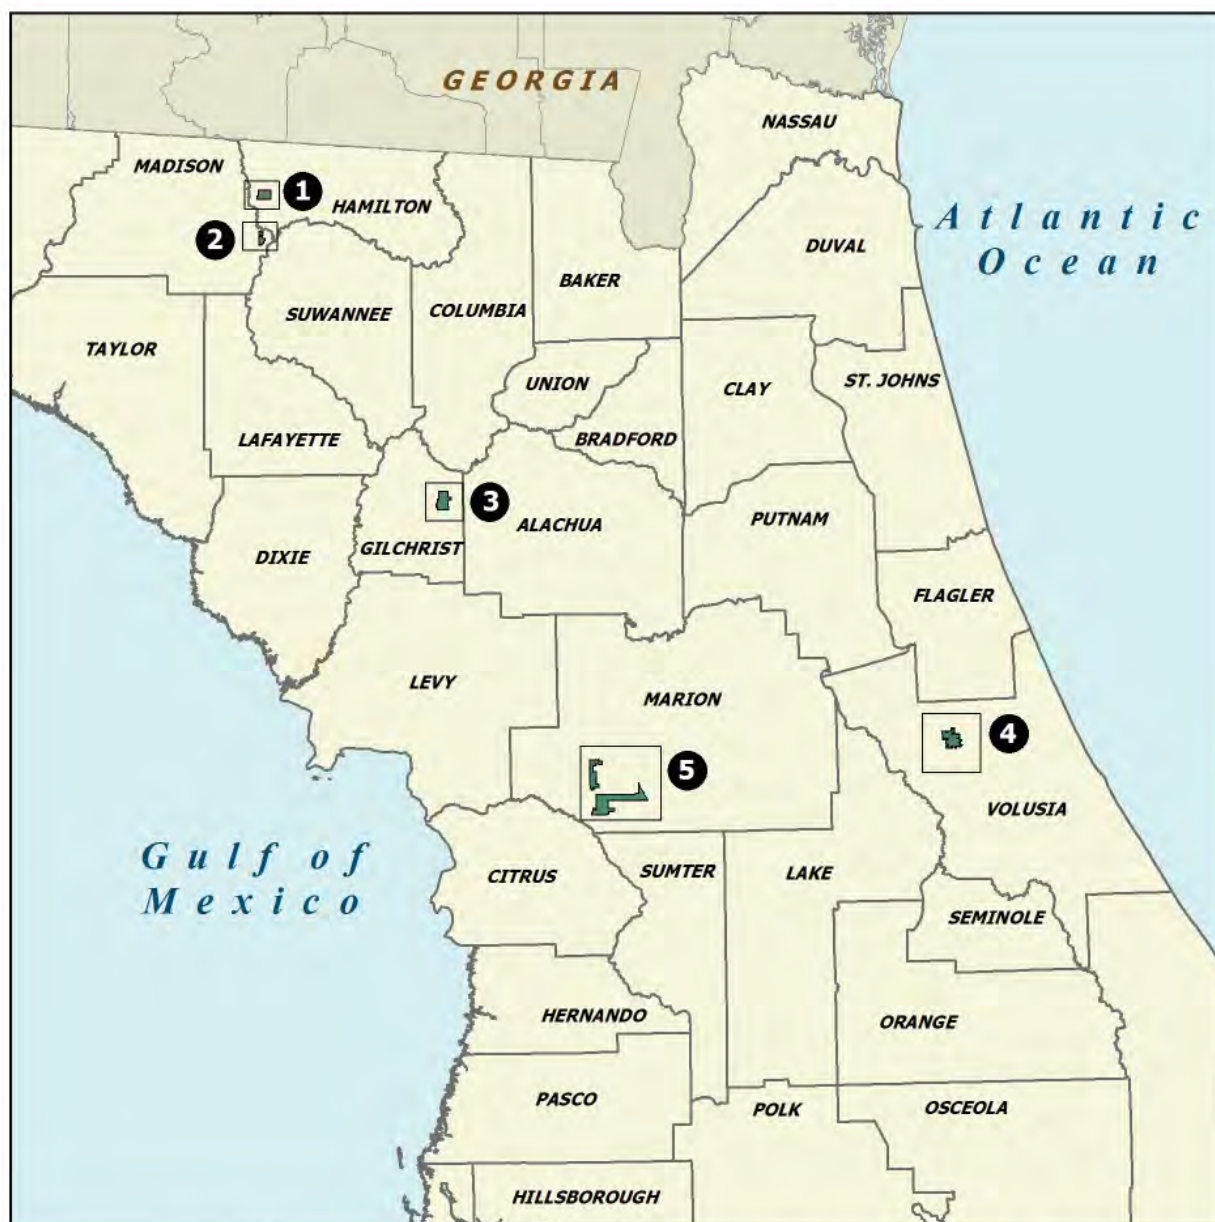 GEORGIA
NASSAU
MADISON
1
HAMILTON
Atlantic
Ocean
2
DUVAL
BAKER
SUWANNEE
COLUMBIA
TAYLOR
UNION
CLAY
ST. JOHNS
LAFAYETTE
BRADFORD
3
ALACHUA
PUTNAM
GILCHRIST
DIXIE
FLAGLER
LEVY
MARION
4
5
VOLUSIA
Gulf of
Mexico
CITRUS
SUMTER
LAKE
SEMINOLE
HERNANDO
ORANGE
PASCO
POLK
OSCEOLA
HILLSBOROUGH